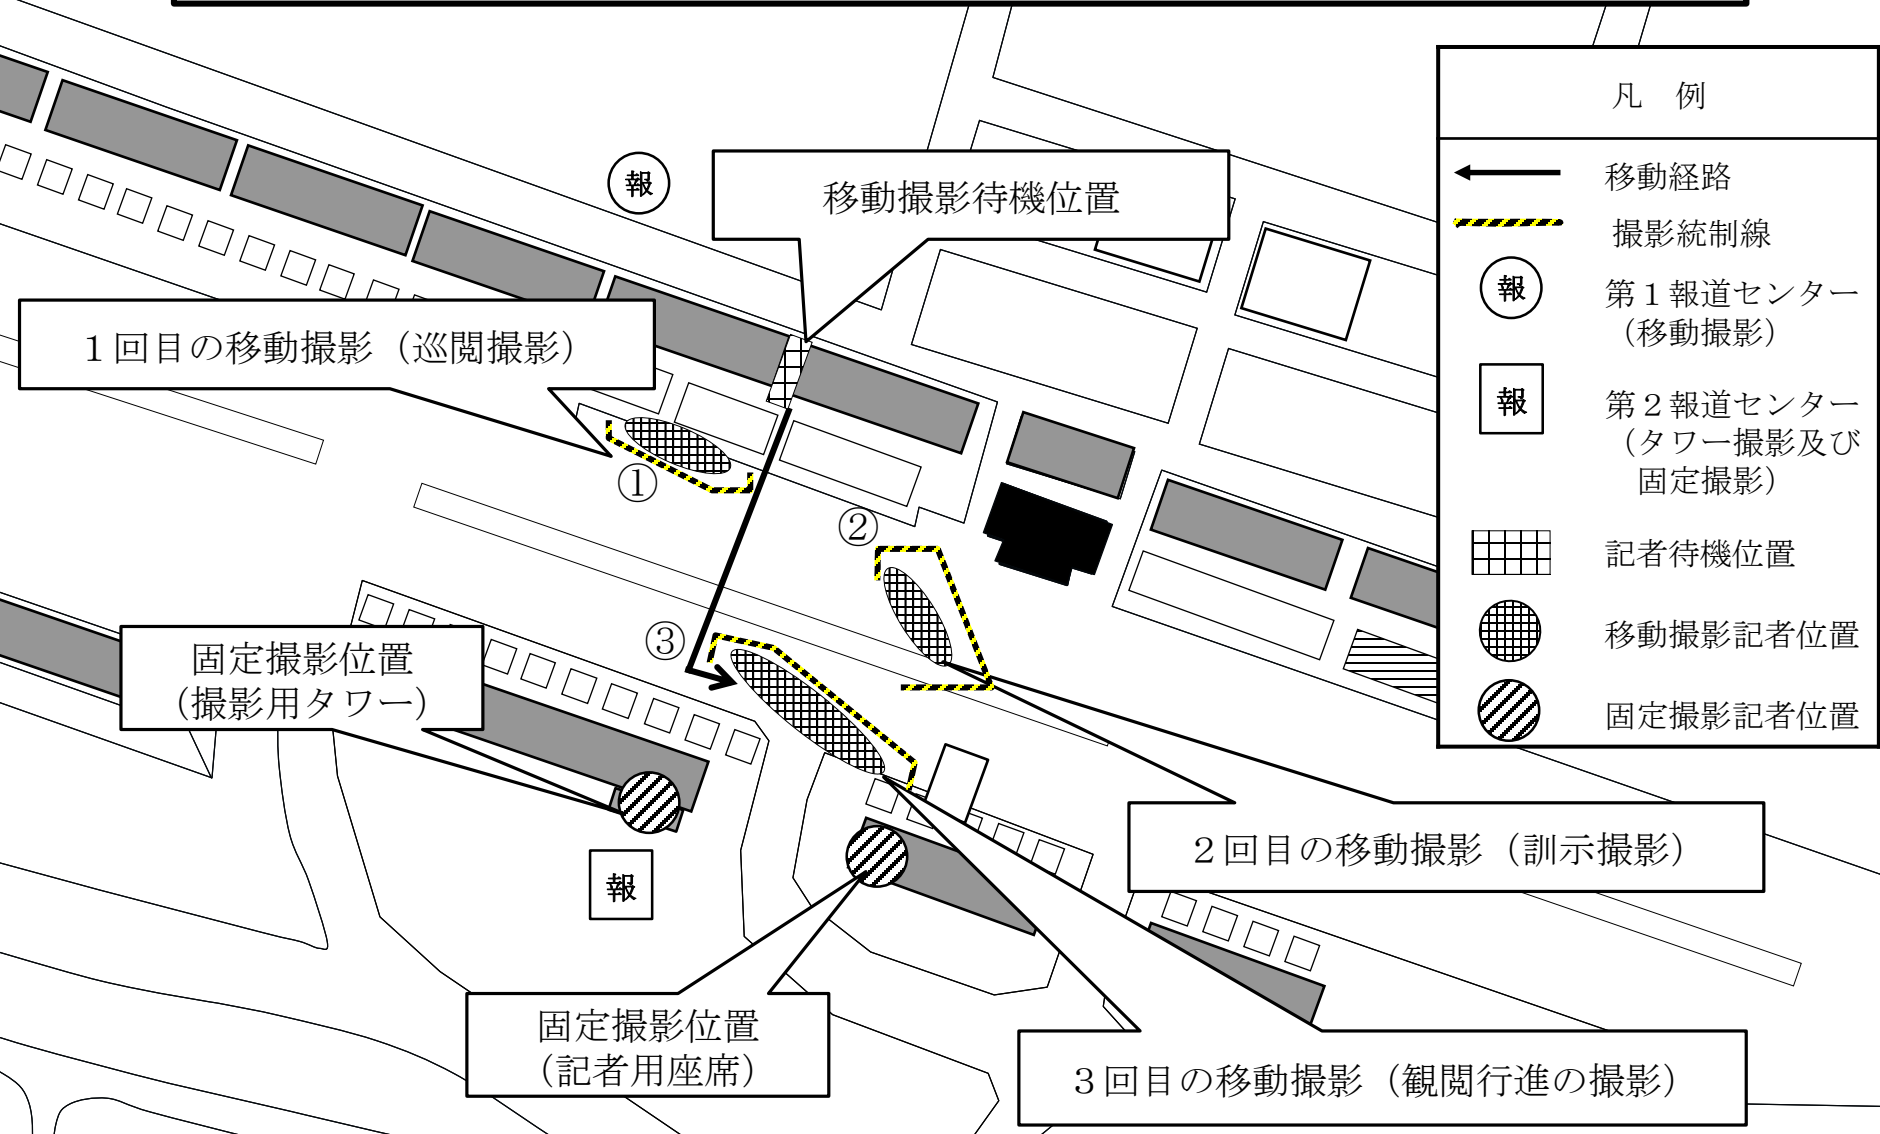 凡 例
移動経路
撮影統制線
報
第１報道センター
（移動撮影）
報
第２報道センター
（タワー撮影及び
固定撮影）
記者待機位置
移動撮影記者位置
固定撮影記者位置
報
移動撮影待機位置
１回目の移動撮影（巡閲撮影）
①
②
③
固定撮影位置
（撮影用タワー）
２回目の移動撮影（訓示撮影）
報
固定撮影位置
（記者用座席）
３回目の移動撮影（観閲行進の撮影）